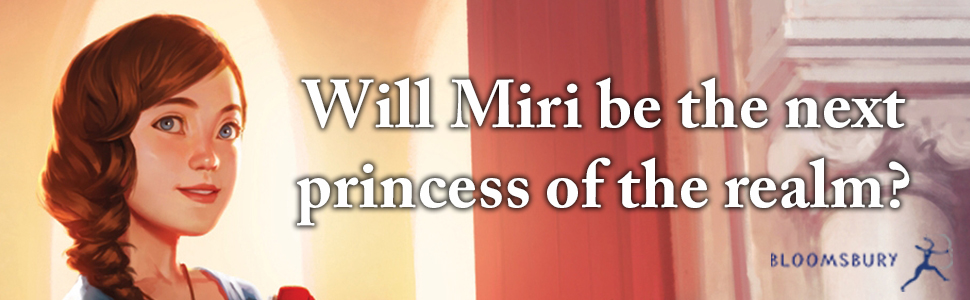 Will Miri be the next
princess of the realm?
BLOOMSBURY